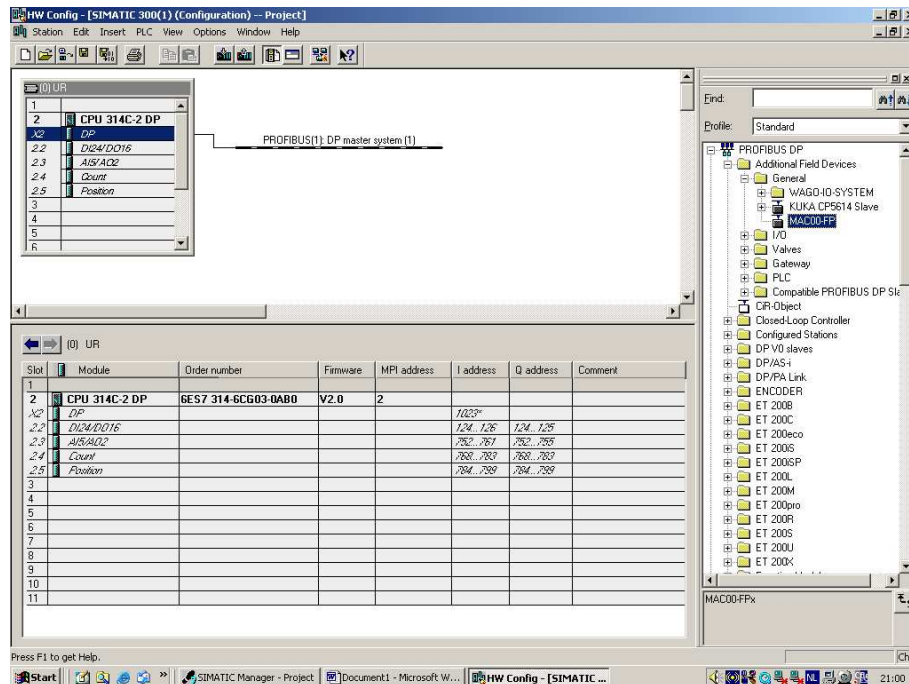 HW Config - [SIMATIC 300(1) (Configuration) -- Project]
Station Edit Insert PLC View Options Window Help
(0) UR
1
2 CPU 314C-2 DP
X2 DP
2.2 DI24/DO16
2.3 AI5/AO2
2.4 Count
2.5 Position
3
4
5
6
PROFIBUS(1): DP master system (1)
Find:
Profile: Standard
PROFIBUS DP
Additional Field Devices
General
WAGO-IO-SYSTEM
KUKA CP5614 Slave
MAC00-FP
I/O
Valves
Gateway
PLC
Compatible PROFIBUS DP Sla
CiR-Object
Closed-Loop Controller
Configured Stations
DP V0 slaves
DP/AS-i
DP/PA Link
ENCODER
ET 200B
ET 200C
ET 200eco
ET 200iS
ET 200iSP
ET 200L
ET 200M
ET 200pro
ET 200R
ET 200S
ET 200U
ET 200X
MAC00-FPx
(0) UR
Slot Module Order number Firmware MPI address I address Q address Comment
1
2 CPU 314C-2 DP 6ES7 314-6CG03-0AB0 V2.0 2
X2 DP 1023*
2.2 DI24/DO16 124...126 124...125
2.3 AI5/AO2 752...761 752...755
2.4 Count 768...783 768...783
2.5 Position 784...799 784...799
3
4
5
6
7
8
9
10
11
Press F1 to get Help.
Ch
Start » SIMATIC Manager - Project Document1 - Microsoft W... HW Config - [SIMATIC ... NL 21:00